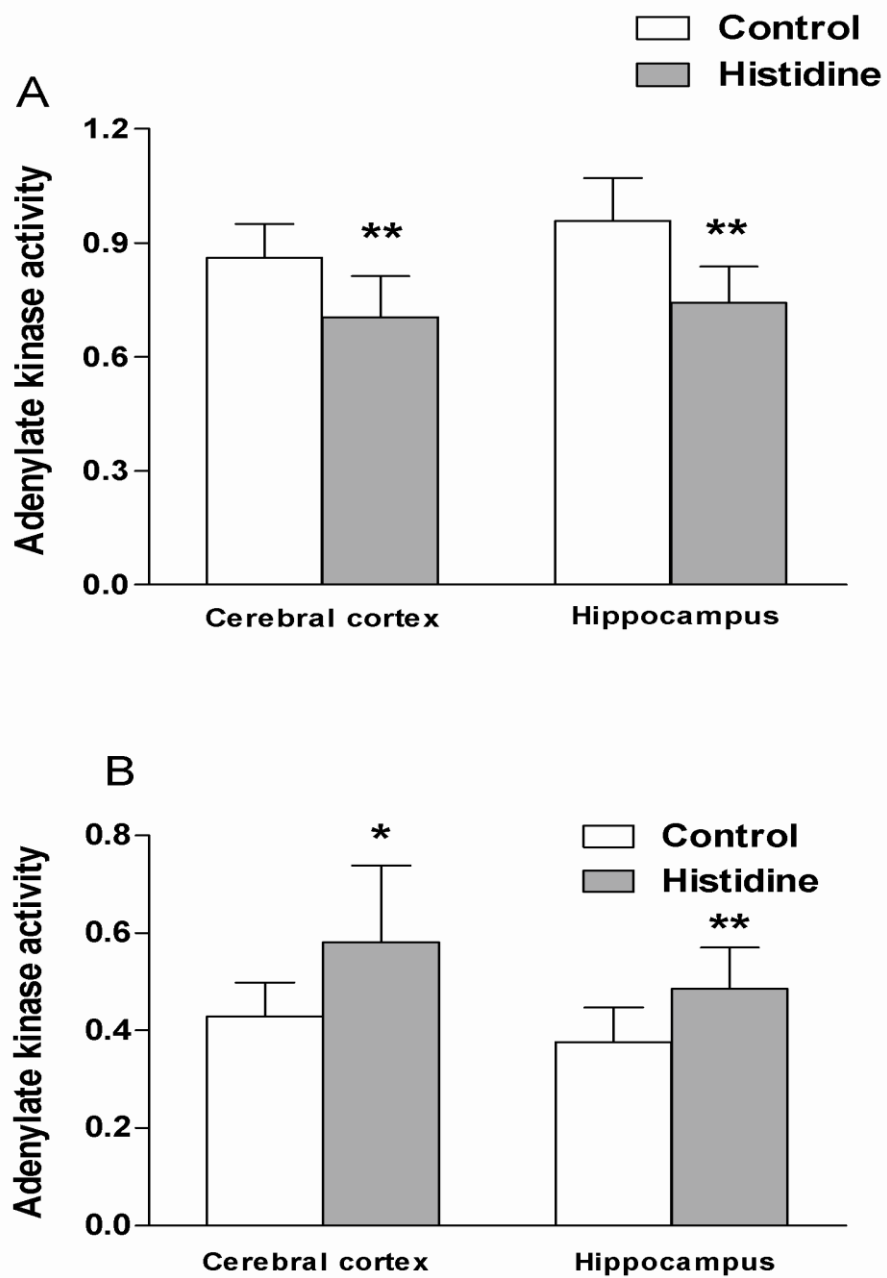 Control
Histidine
A
Adenylate kinase activity
1.2
0.9
0.6
0.3
0.0
**
**
Cerebral cortex
Hippocampus
B
Adenylate kinase activity
0.8
0.6
0.4
0.2
0.0
*
Control
Histidine
**
Cerebral cortex
Hippocampus